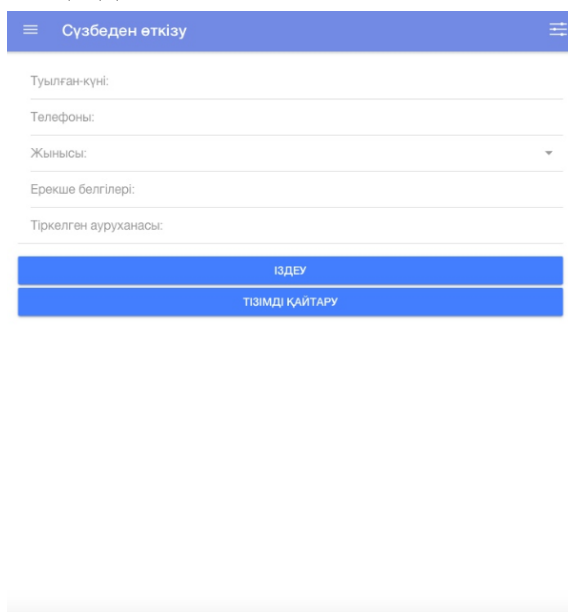 Сүзбеден өткізу
Туылған-күні:
Телефоны:
Жынысы:
Ерекше белгілері:
Тіркелген ауруханасы:
ІЗДЕУ
ТІЗІМДІ ҚАЙТАРУ